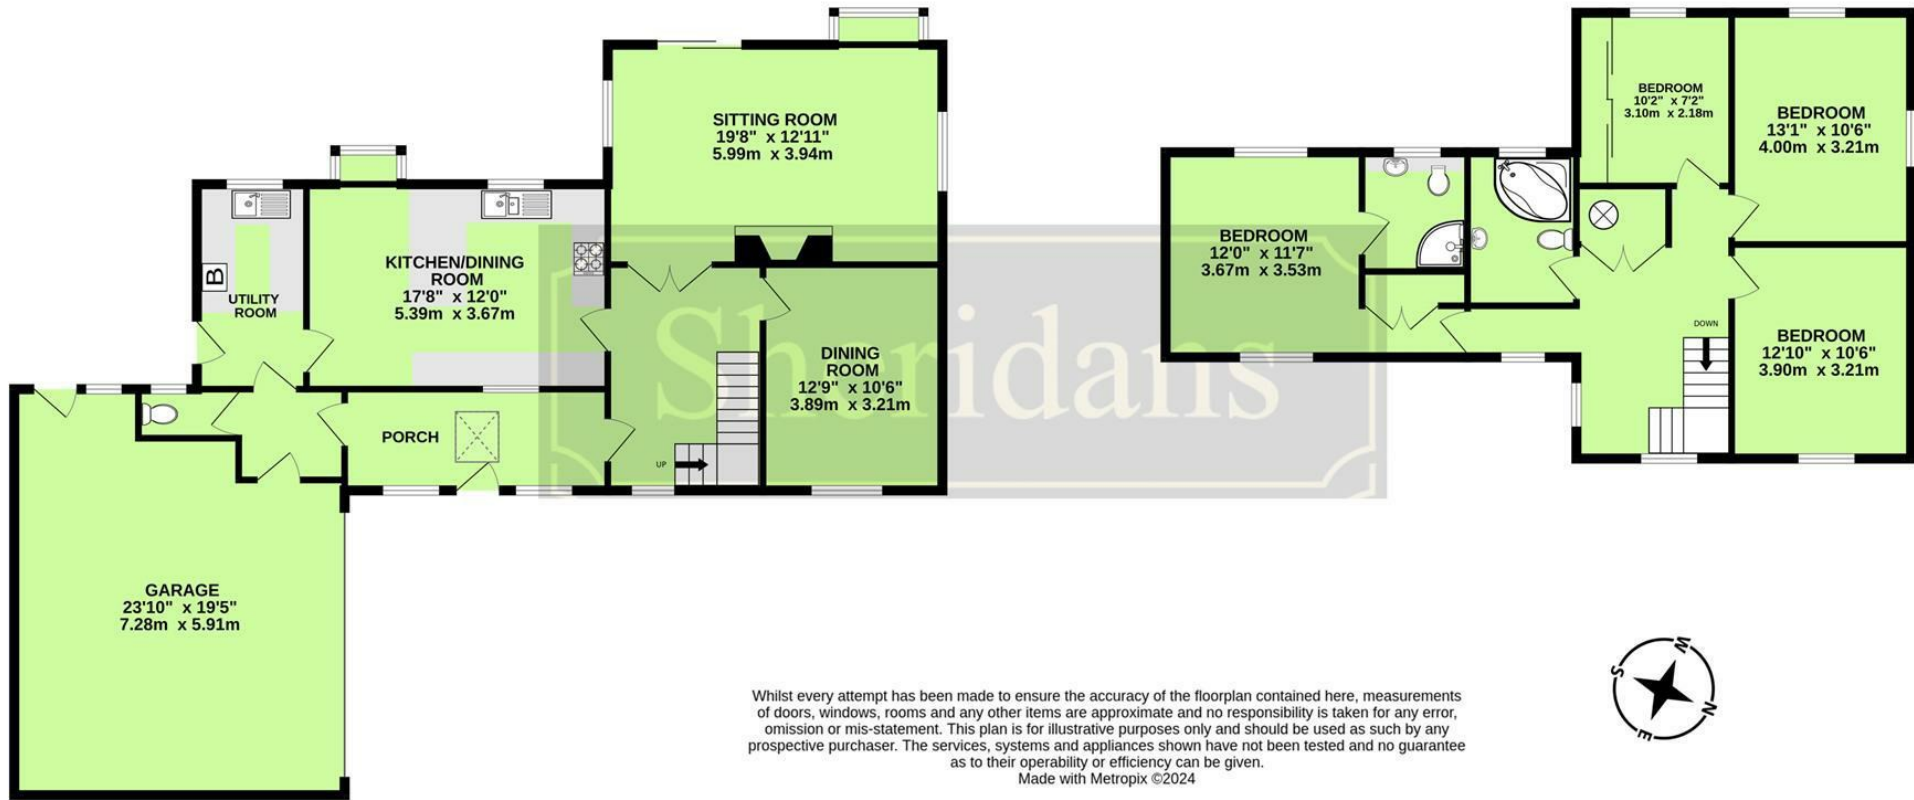 SITTING ROOM
19'8" x 12'11"
5.99m x 3.94m
KITCHEN/DINING
ROOM
17'8" x 12'0"
5.39m x 3.67m
B
UTILITY
ROOM
DINING
ROOM
12'9" x 10'6"
3.89m x 3.21m
PORCH
UP
GARAGE
23'10" x 19'5"
7.28m x 5.91m
BEDROOM
10'2" x 7'2"
3.10m x 2.18m
BEDROOM
13'1" x 10'6"
4.00m x 3.21m
BEDROOM
12'0" x 11'7"
3.67m x 3.53m
DOWN
BEDROOM
12'10" x 10'6"
3.90m x 3.21m
Sheridans
Whilst every attempt has been made to ensure the accuracy of the floorplan contained here, measurements
of doors, windows, rooms and any other items are approximate and no responsibility is taken for any error,
omission or mis-statement. This plan is for illustrative purposes only and should be used as such by any
prospective purchaser. The services, systems and appliances shown have not been tested and no guarantee
as to their operability or efficiency can be given.
Made with Metropix ©2024
W
S
N
E